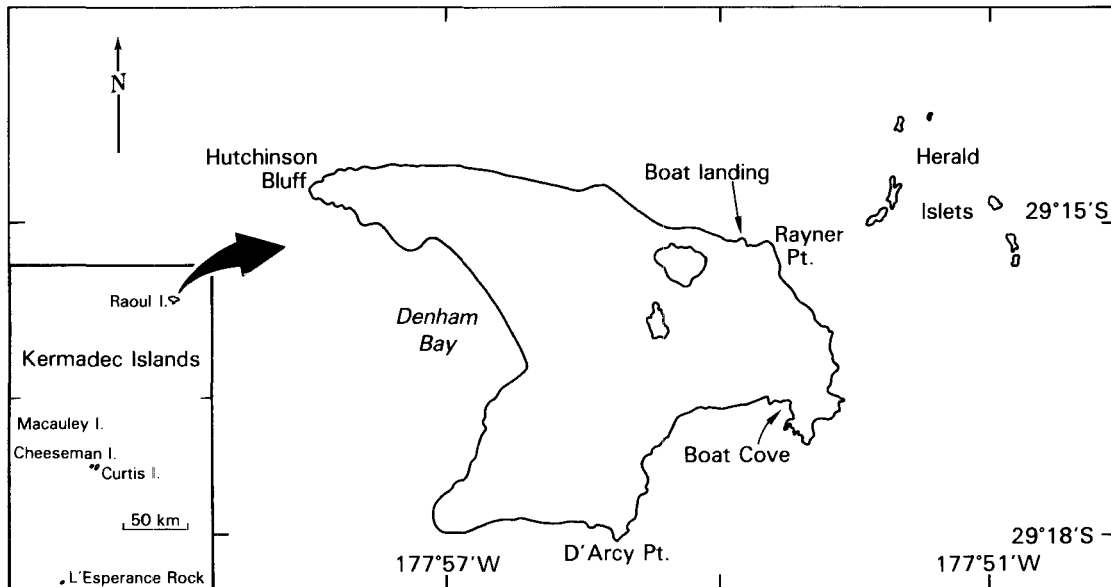 N
Hutchinson
Bluff
Boat landing
Herald
Islets
29°15'S
Rayner
Pt.
Raoul I.
Denham
Bay
Kermadec Islands
Macauley I.
Cheeseman I.
Curtis I.
50 km
L'Esperance Rock
Boat Cove
D'Arcy Pt.
29°18'S
177°57'W
177°51'W